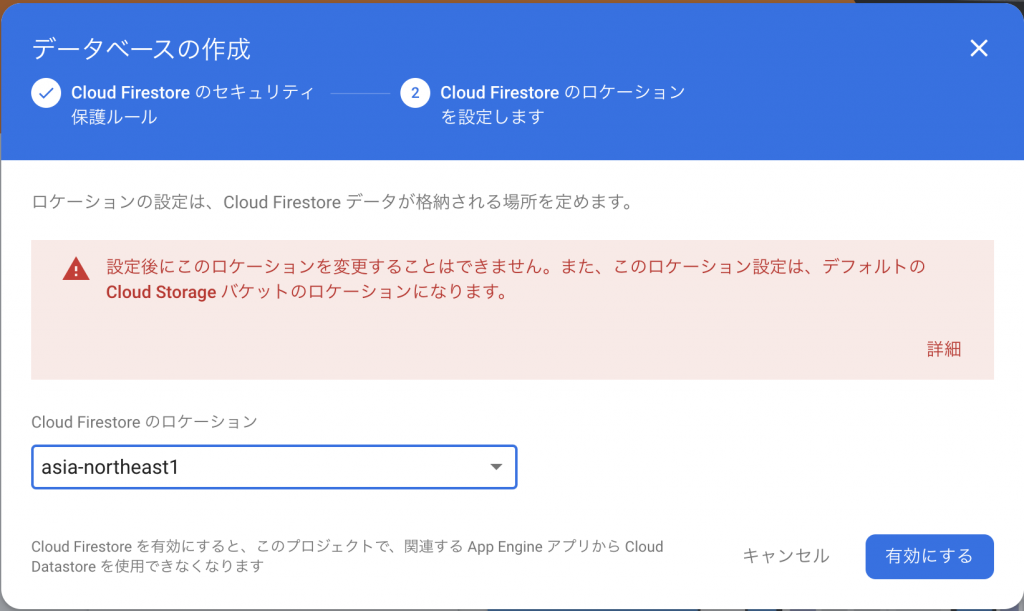 データベースの作成
Cloud Firestore のセキュリティ
保護ルール
2
Cloud Firestore のロケーション
を設定します
ロケーションの設定は、Cloud Firestore データが格納される場所を定めます。
設定後にこのロケーションを変更することはできません。また、このロケーション設定は、デフォルトの
Cloud Storage バケットのロケーションになります。
詳細
Cloud Firestore のロケーション
asia-northeast1
Cloud Firestore を有効にすると、このプロジェクトで、関連する App Engine アプリから Cloud
Datastore を使用できなくなります
キャンセル
有効にする